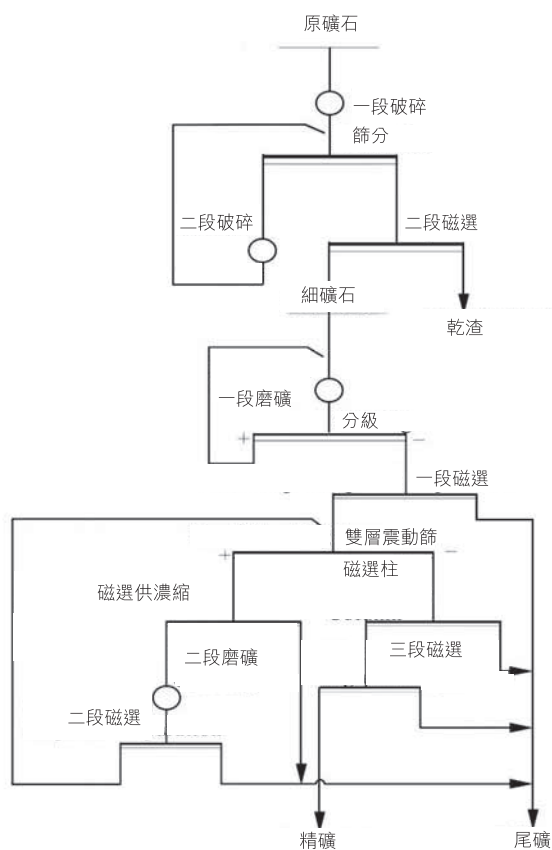 原礦石
一段破碎
篩分
二段破碎
二段磁選
細礦石
乾渣
一段磨礦
分級
+
−
一段磁選
雙層震動篩
+
−
磁選柱
磁選供濃縮
三段磁選
二段磨礦
二段磁選
精礦
尾礦